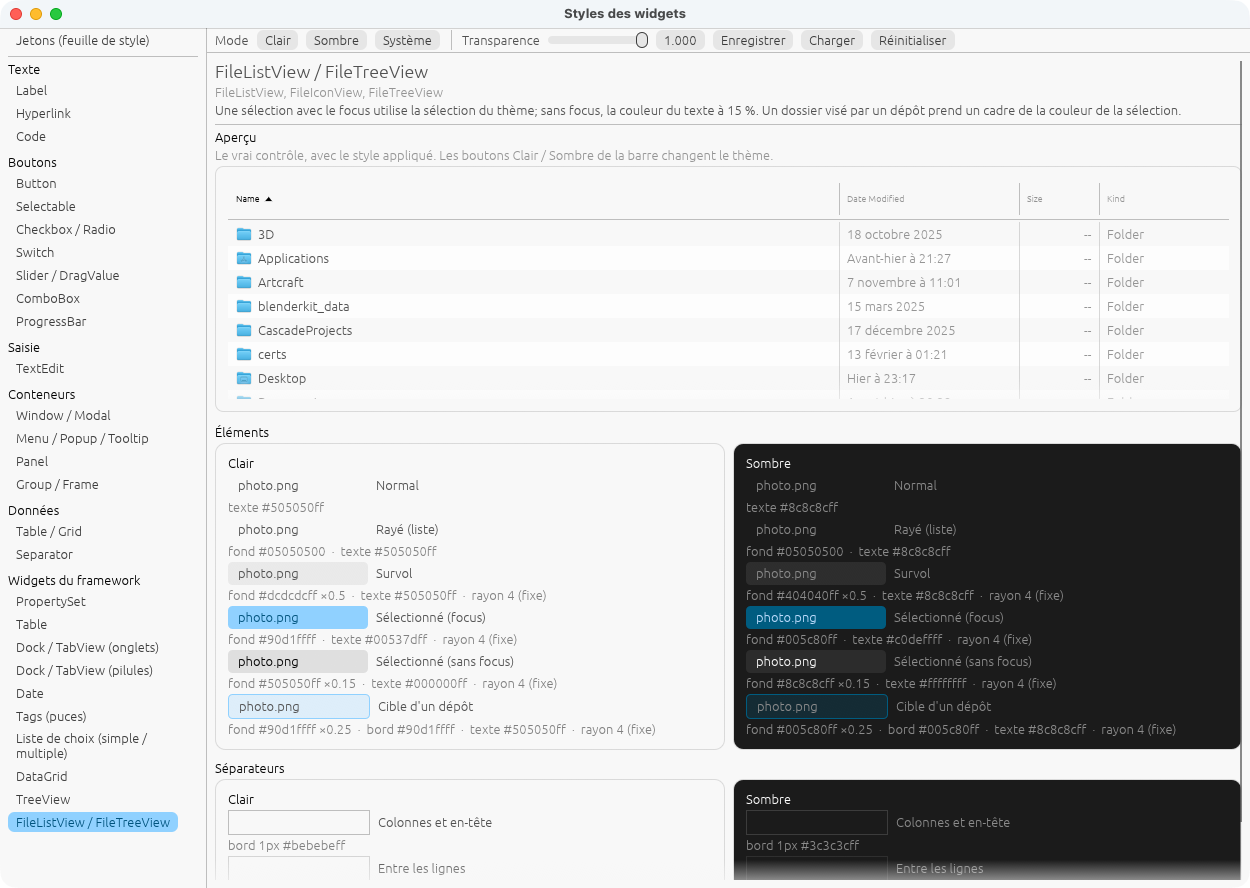 Styles des widgets
Jetons (feuille de style)
Texte
Label
Hyperlink
Code
Boutons
Button
Selectable
Checkbox / Radio
Switch
Slider / DragValue
ComboBox
ProgressBar
Saisie
TextEdit
Conteneurs
Window / Modal
Menu / Popup / Tooltip
Panel
Group / Frame
Données
Table / Grid
Separator
Widgets du framework
PropertySet
Table
Dock / TabView (onglets)
Dock / TabView (pilules)
Date
Tags (puces)
Liste de choix (simple /
multiple)
DataGrid
TreeView
FileListView / FileTreeView
Mode Clair Sombre Système Transparence 1.000 Enregistrer Charger Réinitialiser
FileListView / FileTreeView
FileListView, FileIconView, FileTreeView
Une sélection avec le focus utilise la sélection du thème; sans focus, la couleur du texte à 15 %. Un dossier visé par un dépôt prend un cadre de la couleur de la sélection.
Aperçu
Le vrai contrôle, avec le style appliqué. Les boutons Clair / Sombre de la barre changent le thème.
Name Date Modified Size Kind
3D 18 octobre 2025 -- Folder
Applications Avant-hier à 21:27 -- Folder
Artcraft 7 novembre à 11:01 -- Folder
blenderkit_data 15 mars 2025 -- Folder
CascadeProjects 17 décembre 2025 -- Folder
certs 13 février à 01:21 -- Folder
Desktop Hier à 23:17 -- Folder
Éléments
Clair
photo.png Normal
texte #505050ff
photo.png Rayé (liste)
fond #05050500 · texte #505050ff
photo.png Survol
fond #dcdcdcff ×0.5 · texte #505050ff · rayon 4 (fixe)
photo.png Sélectionné (focus)
fond #90d1ffff · texte #00537dff · rayon 4 (fixe)
photo.png Sélectionné (sans focus)
fond #505050ff ×0.15 · texte #000000ff · rayon 4 (fixe)
photo.png Cible d'un dépôt
fond #90d1ffff ×0.25 · bord #90d1ffff · texte #505050ff · rayon 4 (fixe)
Sombre
photo.png Normal
texte #8c8c8cff
photo.png Rayé (liste)
fond #05050500 · texte #8c8c8cff
photo.png Survol
fond #404040ff ×0.5 · texte #8c8c8cff · rayon 4 (fixe)
photo.png Sélectionné (focus)
fond #005c80ff · texte #c0deffff · rayon 4 (fixe)
photo.png Sélectionné (sans focus)
fond #8c8c8cff ×0.15 · texte #ffffffff · rayon 4 (fixe)
photo.png Cible d'un dépôt
fond #005c80ff ×0.25 · bord #005c80ff · texte #8c8c8cff · rayon 4 (fixe)
Séparateurs
Clair
Colonnes et en-tête
bord 1px #bebebeff
Entre les lignes
Sombre
Colonnes et en-tête
bord 1px #3c3c3cff
Entre les lignes